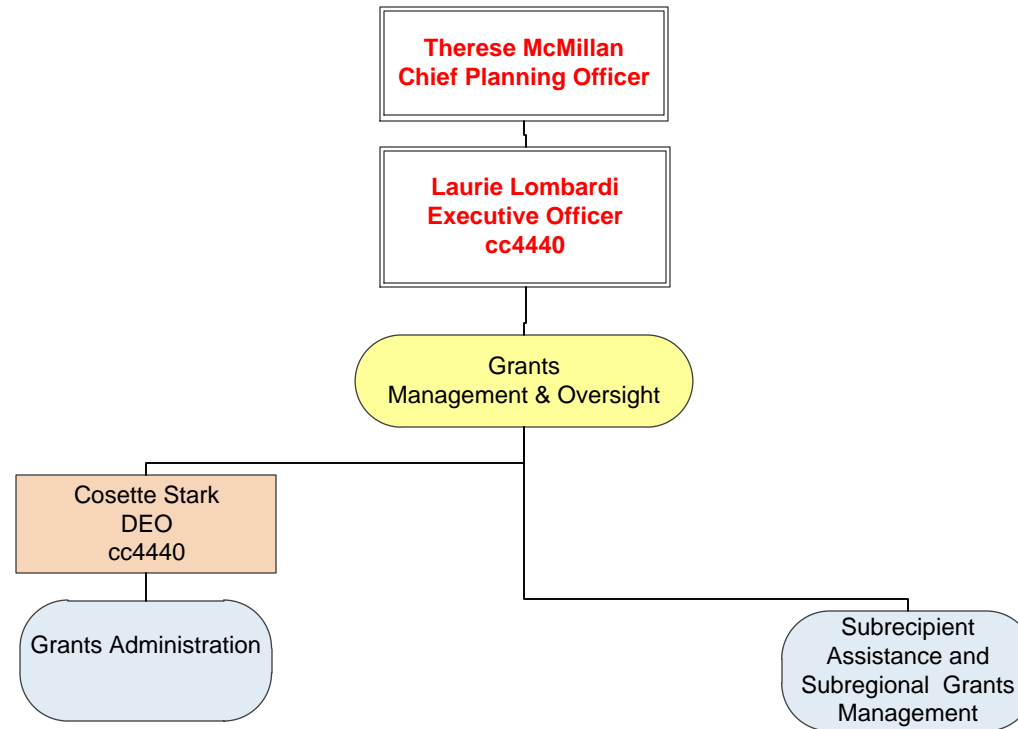 Therese McMillan
Chief Planning Officer
Laurie Lombardi
Executive Officer
cc4440
Grants
Management & Oversight
Cosette Stark
DEO
cc4440
Grants Administration
Subrecipient
Assistance and
Subregional  Grants
Management